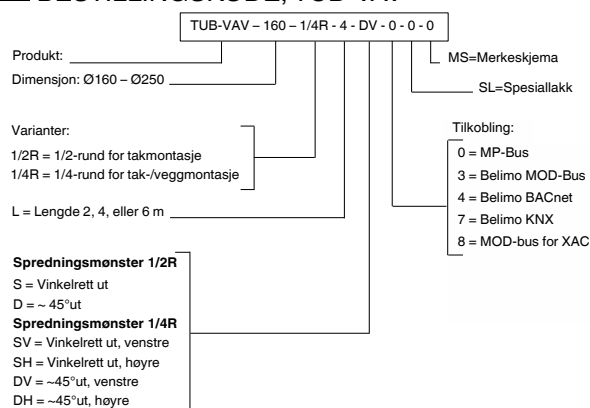 TUB-VAV – 160 – 1/4R - 4 - DV - 0 - 0 - 0
Produkt:
Dimensjon: Ø160 – Ø250
MS=Merkeskjema
SL=Spesiallakk
Varianter:
1/2R = 1/2-rund for takmontasje
1/4R = 1/4-rund for tak-/veggmontasje
L = Lengde 2, 4, eller 6 m
Tilkobling:
0 = MP-Bus
3 = Belimo MOD-Bus
4 = Belimo BACnet
7 = Belimo KNX
8 = MOD-bus for XAC
Spredningsmønster 1/2R
S = Vinkelrett ut
D = ~ 45°ut
Spredningsmønster 1/4R
SV = Vinkelrett ut, venstre
SH = Vinkelrett ut, høyre
DV = ~45°ut, venstre
DH = ~45°ut, høyre